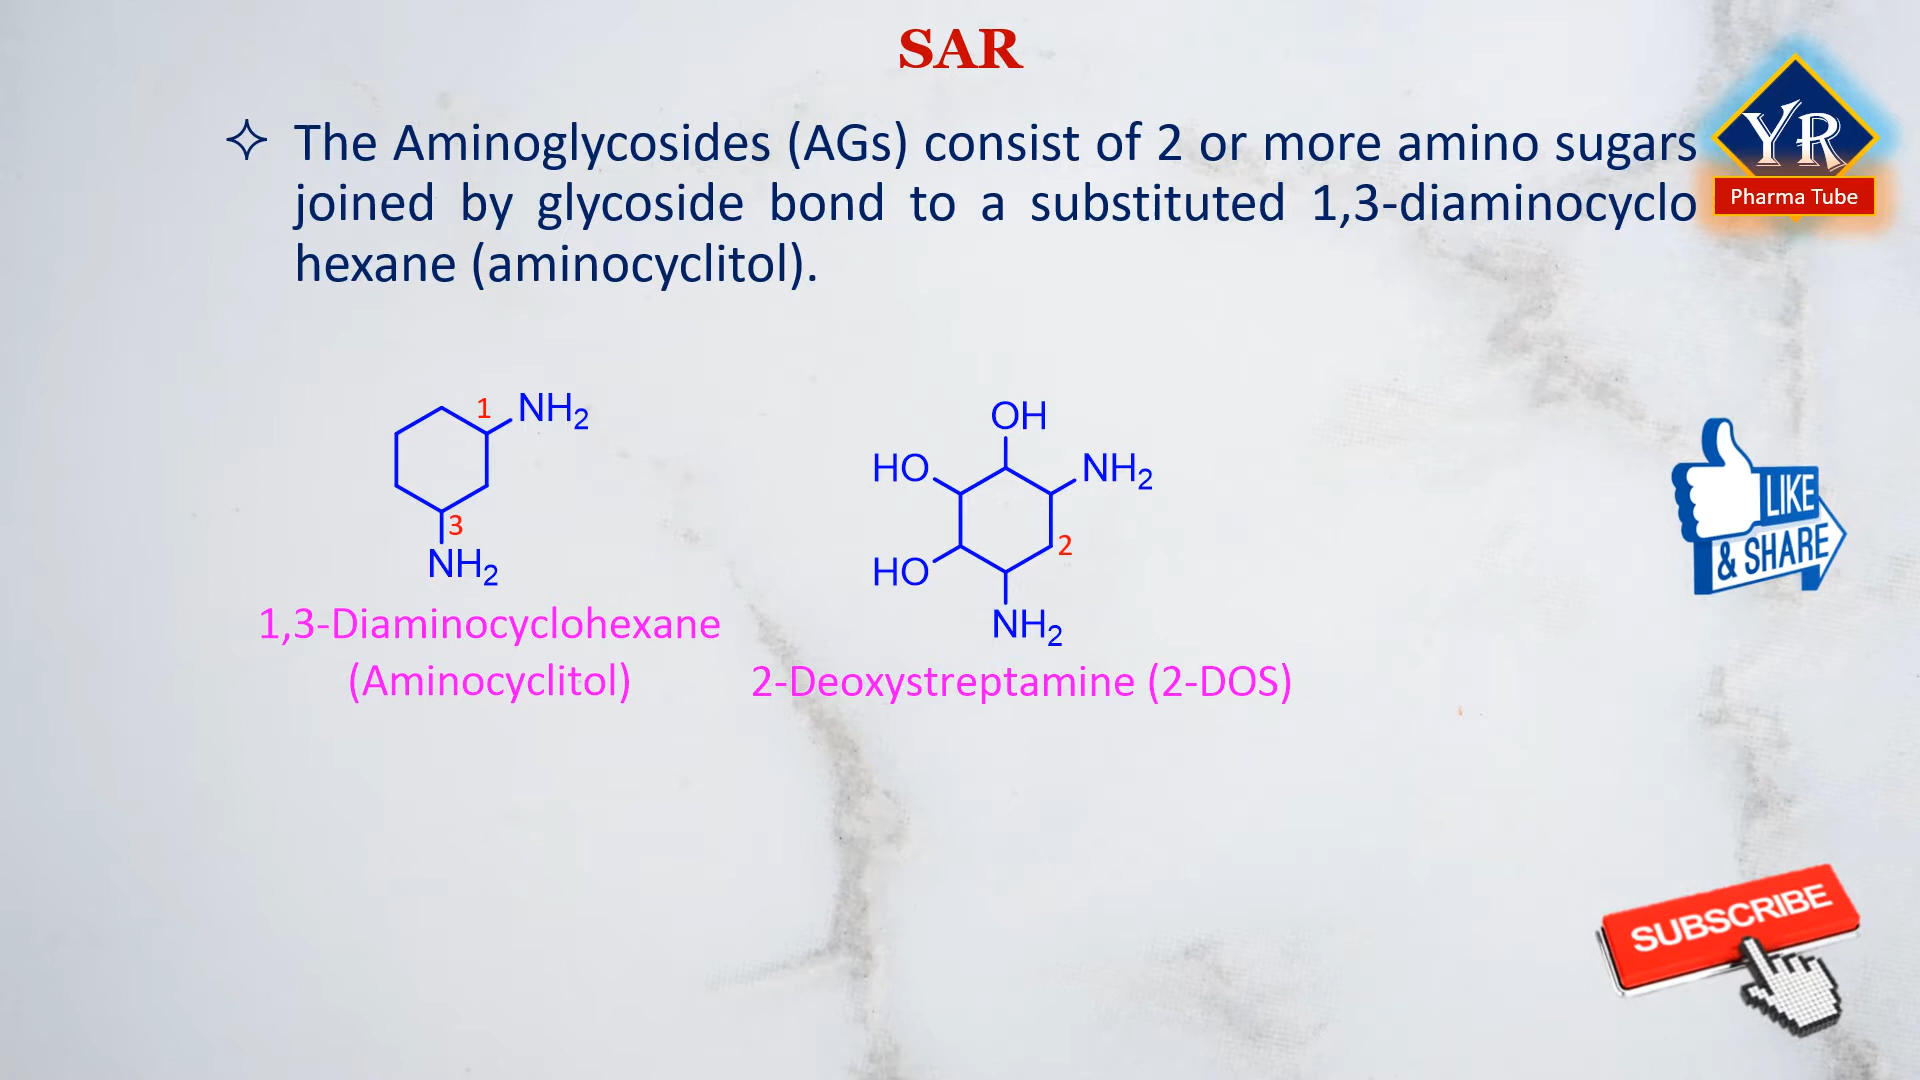 SAR
✧ The Aminoglycosides (AGs) consist of 2 or more amino sugars
joined by glycoside bond to a substituted 1,3-diaminocyclo
hexane (aminocyclitol).
YR
Pharma Tube
1 NH2
3
NH2
1,3-Diaminocyclohexane
(Aminocyclitol)
OH
HO NH2
2
HO
NH2
2-Deoxystreptamine (2-DOS)
LIKE
& SHARE
SUBSCRIBE